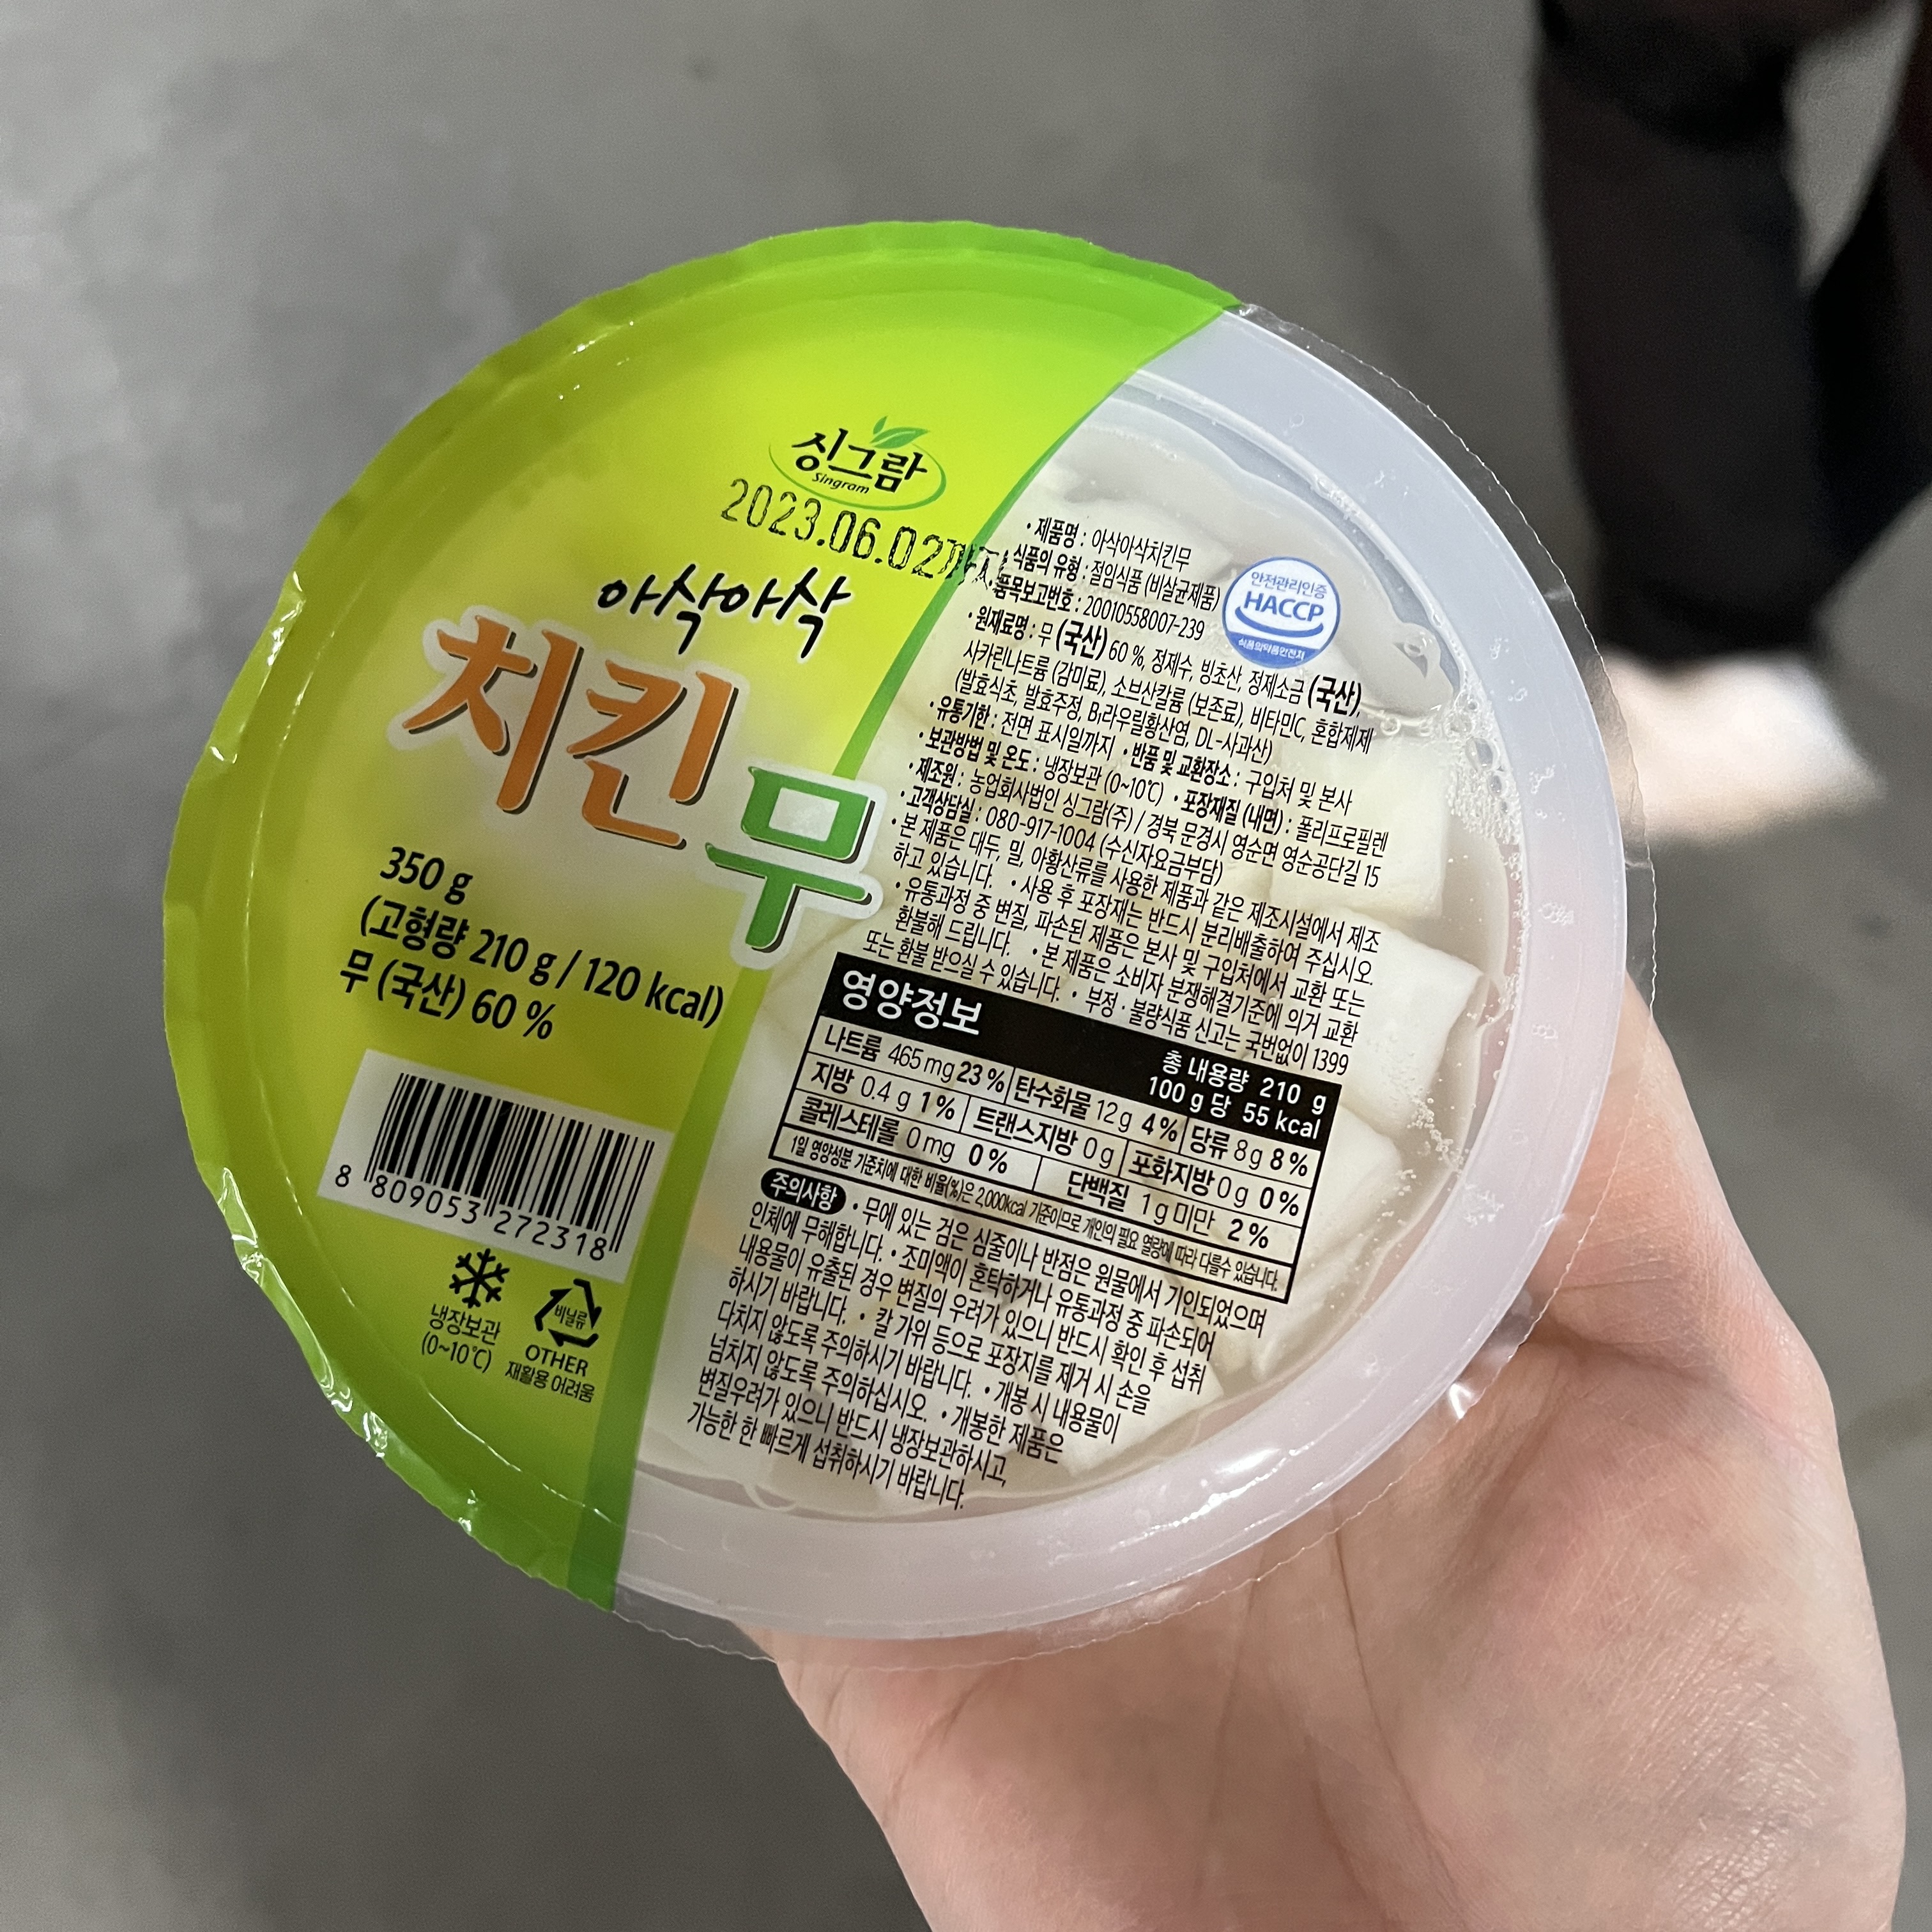 싱그람
Singram
2023.06.02까지
아삭아삭
치킨무
350 g
(고형량 210 g / 120 kcal)
무 (국산) 60 %
8 809053 272318
냉장보관
(0~10℃)
비닐류
OTHER
재활용 어려움
• 제품명 : 아삭아삭치킨무
• 식품의 유형 : 절임식품 (비살균제품)
• 품목보고번호 : 20010558007-239
• 원재료명 : 무 (국산) 60 %, 정제수, 빙초산, 정제소금 (국산),
사카린나트륨 (감미료), 소브산칼륨 (보존료), 비타민C, 혼합제제
(발효식초, 발효주정, B₁라우릴황산염, DL-사과산)
• 유통기한 : 전면 표시일까지 • 반품 및 교환장소 : 구입처 및 본사
• 보관방법 및 온도 : 냉장보관 (0~10℃) • 포장재질 (내면) : 폴리프로필렌
• 제조원 : 농업회사법인 싱그람(주) / 경북 문경시 영순면 영순공단길 15
• 고객상담실 : 080-917-1004 (수신자요금부담)
• 본 제품은 대두, 밀, 아황산류를 사용한 제품과 같은 제조시설에서 제조
하고 있습니다. • 사용 후 포장재는 반드시 분리배출하여 주십시오.
• 유통과정 중 변질, 파손된 제품은 본사 및 구입처에서 교환 또는
환불해 드립니다. • 본 제품은 소비자 분쟁해결기준에 의거 교환
또는 환불 받으실 수 있습니다. • 부정 · 불량식품 신고는 국번없이 1399
안전관리인증
HACCP
식품의약품안전처
영양정보
총 내용량 210 g
100 g 당 55 kcal
나트륨 465 mg 23 % 탄수화물 12 g 4 % 당류 8 g 8 %
지방 0.4 g 1 % 트랜스지방 0 g 포화지방 0 g 0 %
콜레스테롤 0 mg 0 % 단백질 1 g 미만 2 %
1일 영양성분 기준치에 대한 비율(%)은 2,000kcal 기준이므로 개인의 필요 열량에 따라 다를수 있습니다.
주의사항 • 무에 있는 검은 심줄이나 반점은 원물에서 기인되었으며
인체에 무해합니다. • 조미액이 혼탁하거나 유통과정 중 파손되어
내용물이 유출된 경우 변질의 우려가 있으니 반드시 확인 후 섭취
하시기 바랍니다. • 칼 가위 등으로 포장지를 제거 시 손을
다치지 않도록 주의하시기 바랍니다. • 개봉 시 내용물이
넘치지 않도록 주의하십시오. • 개봉한 제품은
변질우려가 있으니 반드시 냉장보관하시고,
가능한 한 빠르게 섭취하시기 바랍니다.